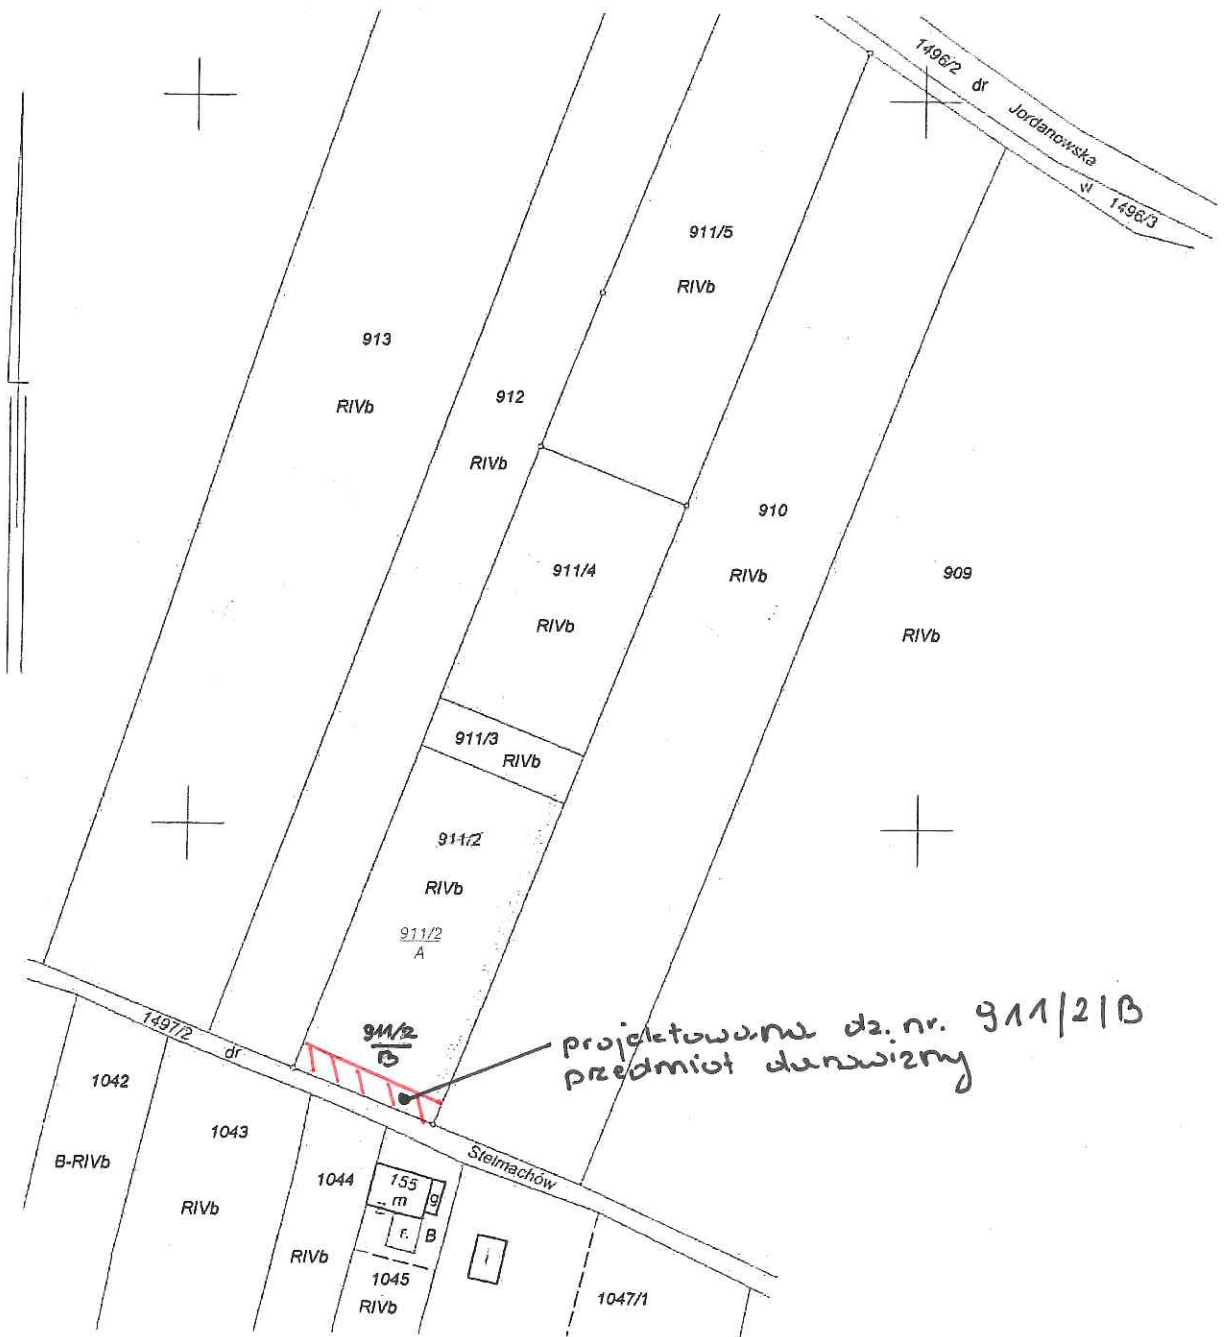 1496/2 dr Jordanowska
w 1496/3
911/5
RIVb
913
RIVb
912
RIVb
910
RIVb
911/4
RIVb
909
RIVb
911/3
RIVb
911/2
RIVb
911/2
A
911/2
B
projektowana dz. nr. 911/2/B
przedmiot darowizny
1497/2 dr
Stelmachów
1042
B-RIVb
1043
RIVb
1044
RIVb
155
m
g
r.
B
i
1045
RIVb
1047/1